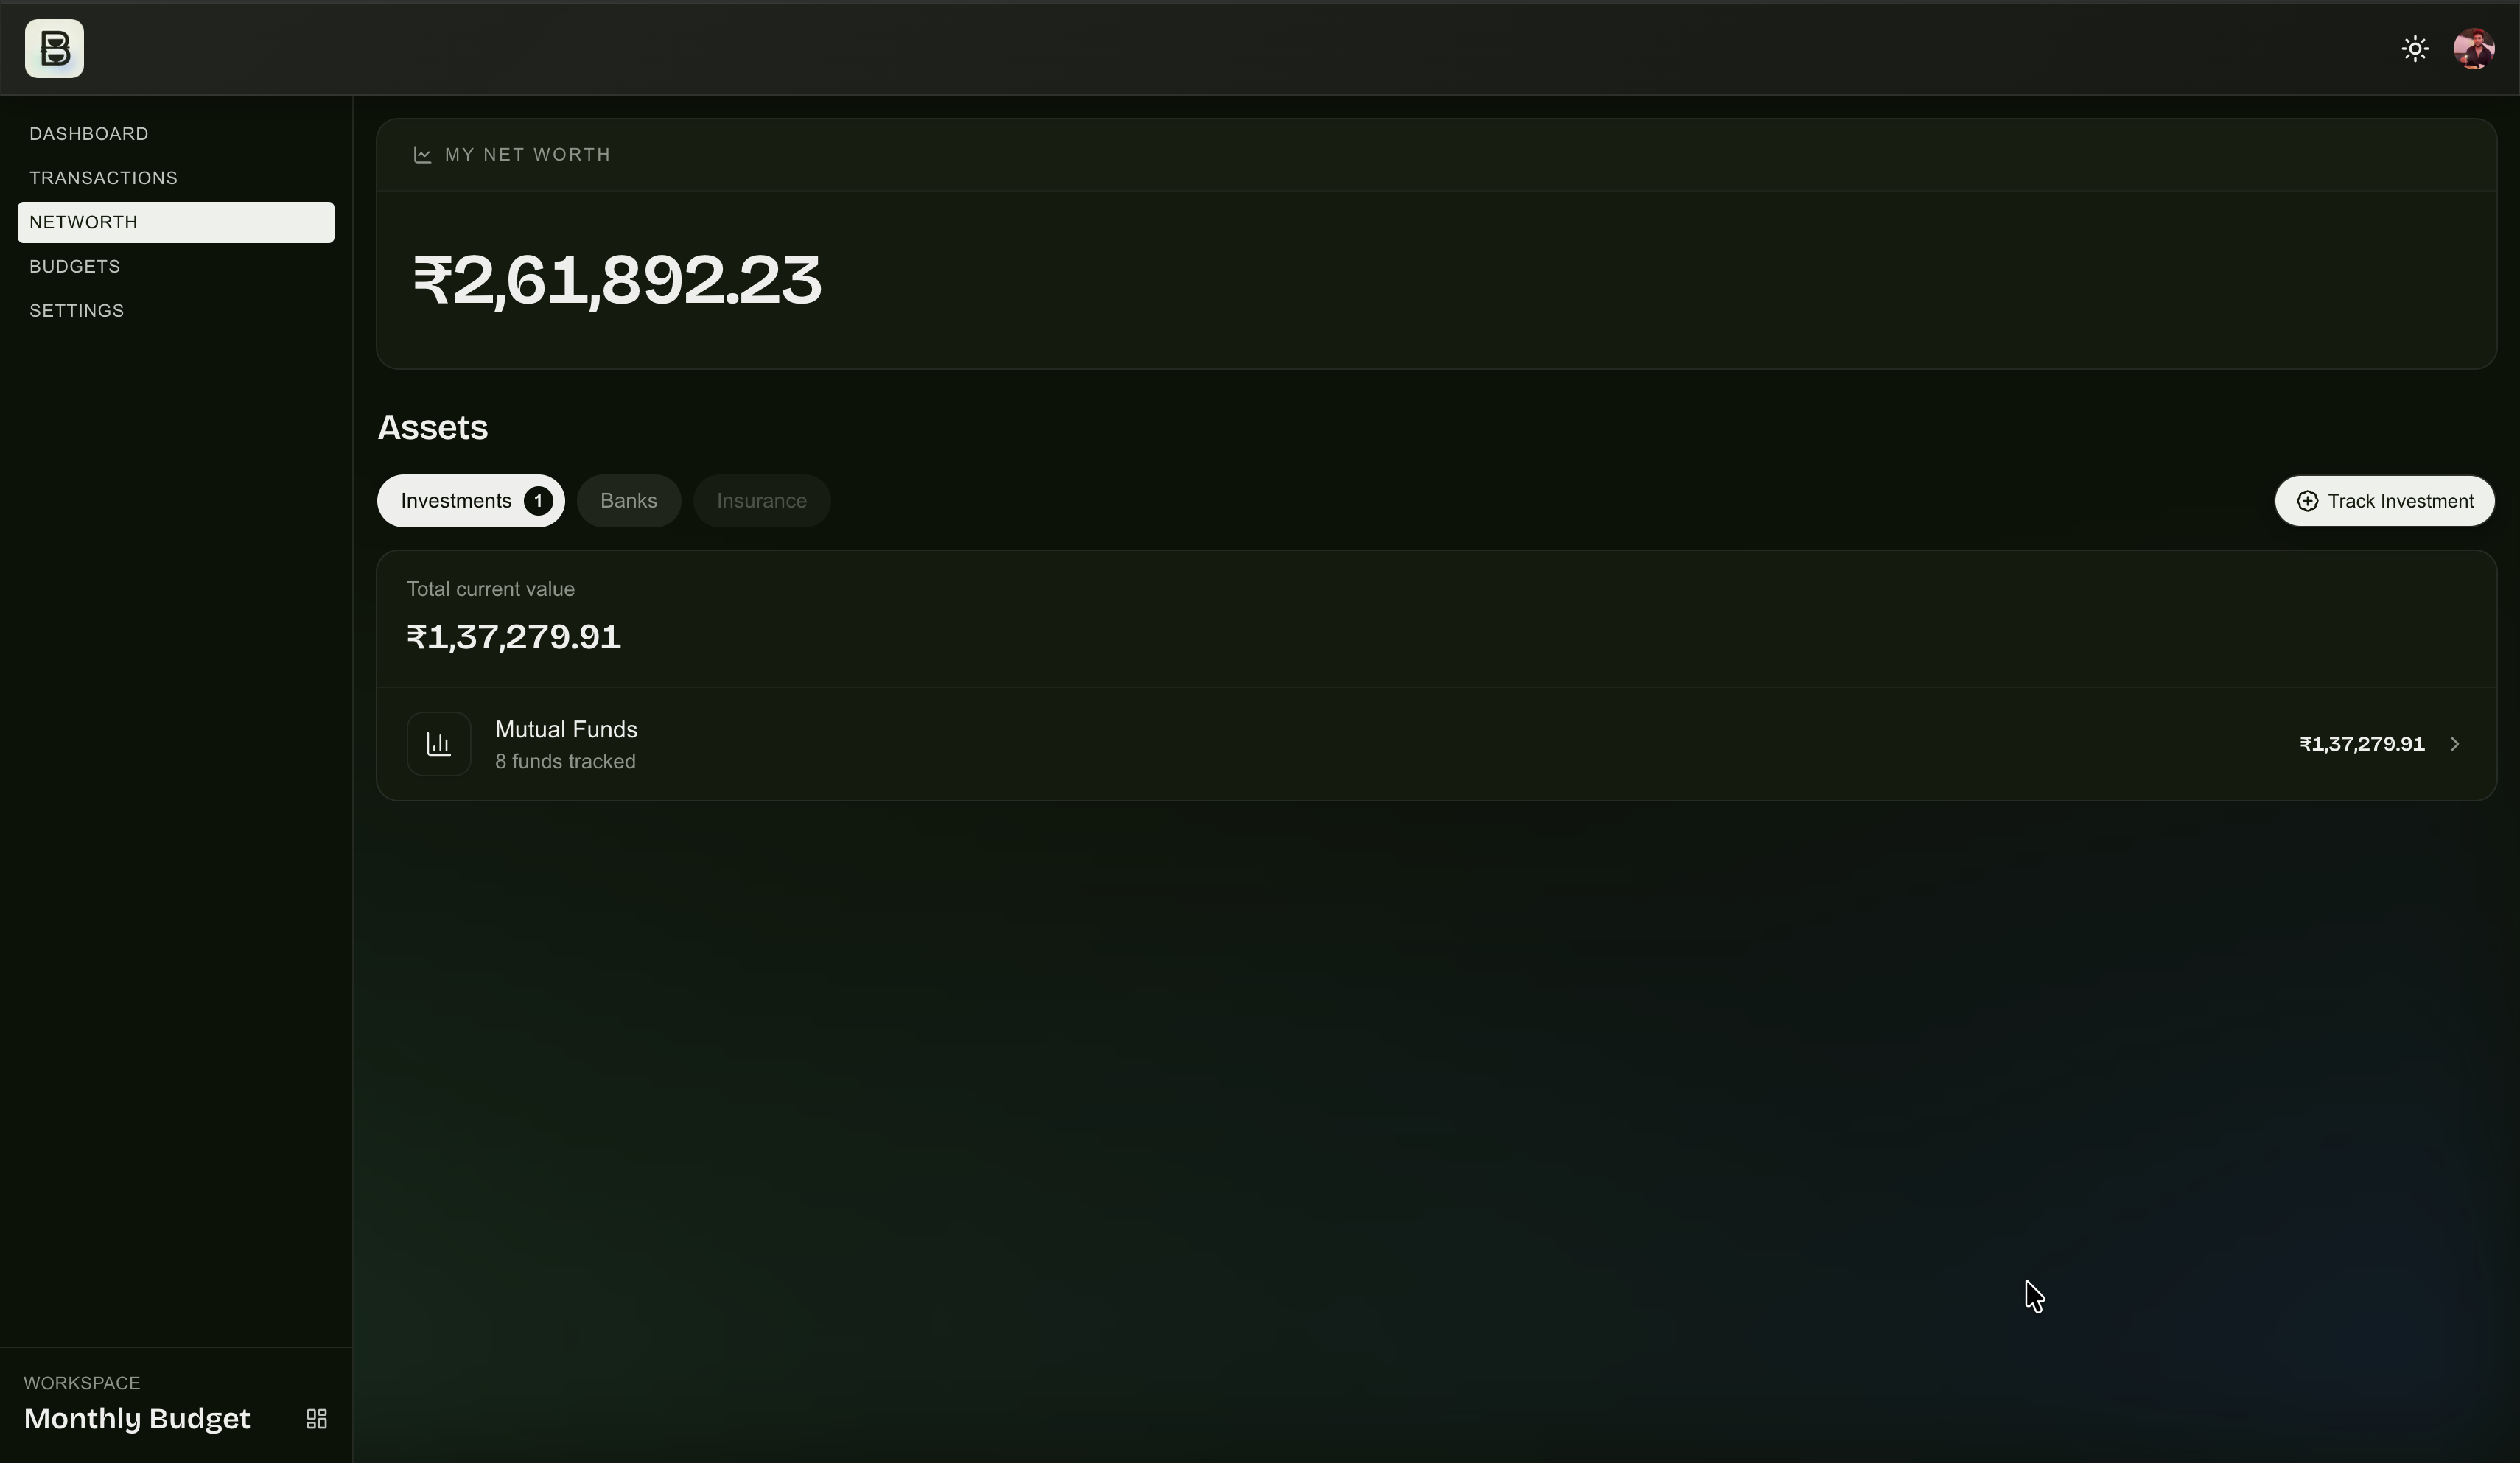 B
DASHBOARD
TRANSACTIONS
NETWORTH
BUDGETS
SETTINGS
MY NET WORTH
₹2,61,892.23
Assets
Investments 1
Banks
Insurance
Track Investment
Total current value
₹1,37,279.91
Mutual Funds
8 funds tracked
₹1,37,279.91
WORKSPACE
Monthly Budget